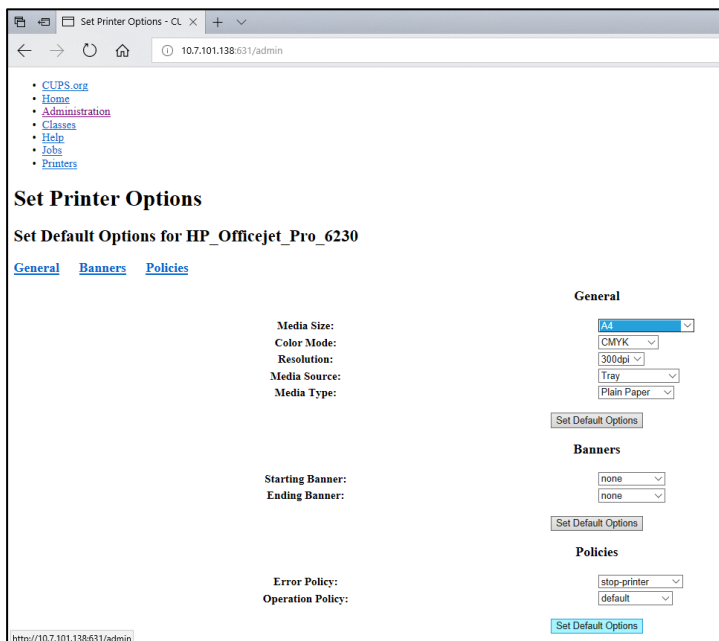 Set Printer Options - CL
10.7.101.138:631/admin
CUPS.org
Home
Administration
Classes
Help
Jobs
Printers
Set Printer Options
Set Default Options for HP_Officejet_Pro_6230
General Banners Policies
General
Media Size: A4
Color Mode: CMYK
Resolution: 300dpi
Media Source: Tray
Media Type: Plain Paper
Set Default Options
Banners
Starting Banner: none
Ending Banner: none
Set Default Options
Policies
Error Policy: stop-printer
Operation Policy: default
Set Default Options
http://10.7.101.138:631/admin